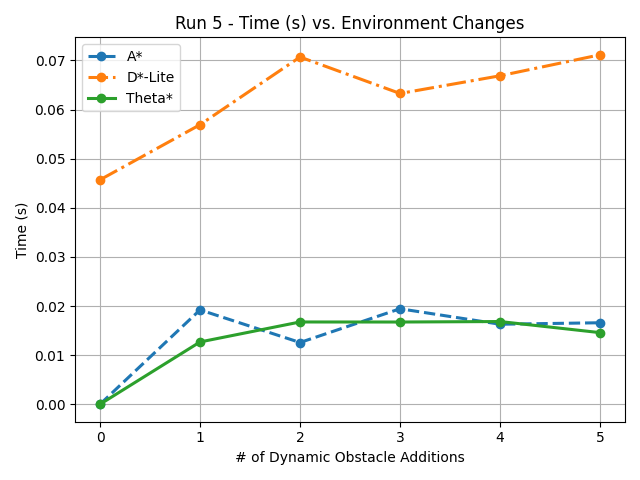 Run 5 - Time (s) vs. Environment Changes
A*
D*-Lite
Theta*
Time (s)
0.07
0.06
0.05
0.04
0.03
0.02
0.01
0.00
0 1 2 3 4 5
# of Dynamic Obstacle Additions